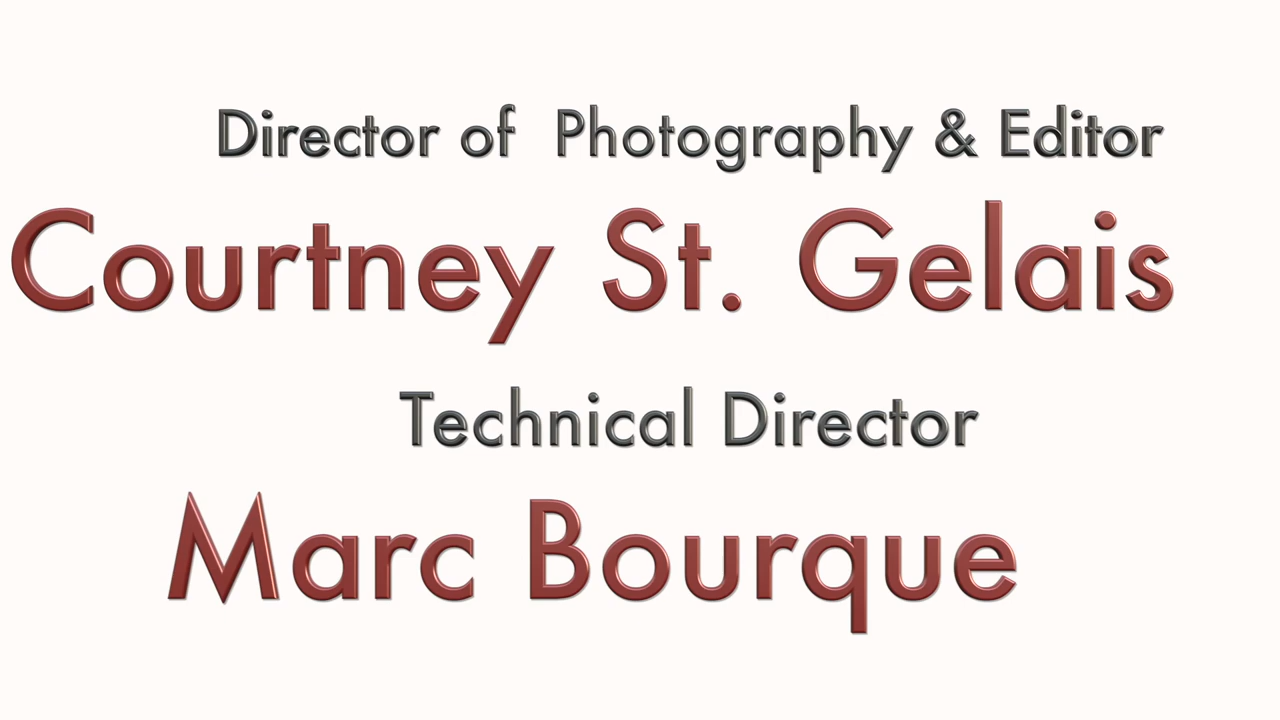 Director of Photography & Editor
Courtney St. Gelais
Technical Director
Marc Bourque